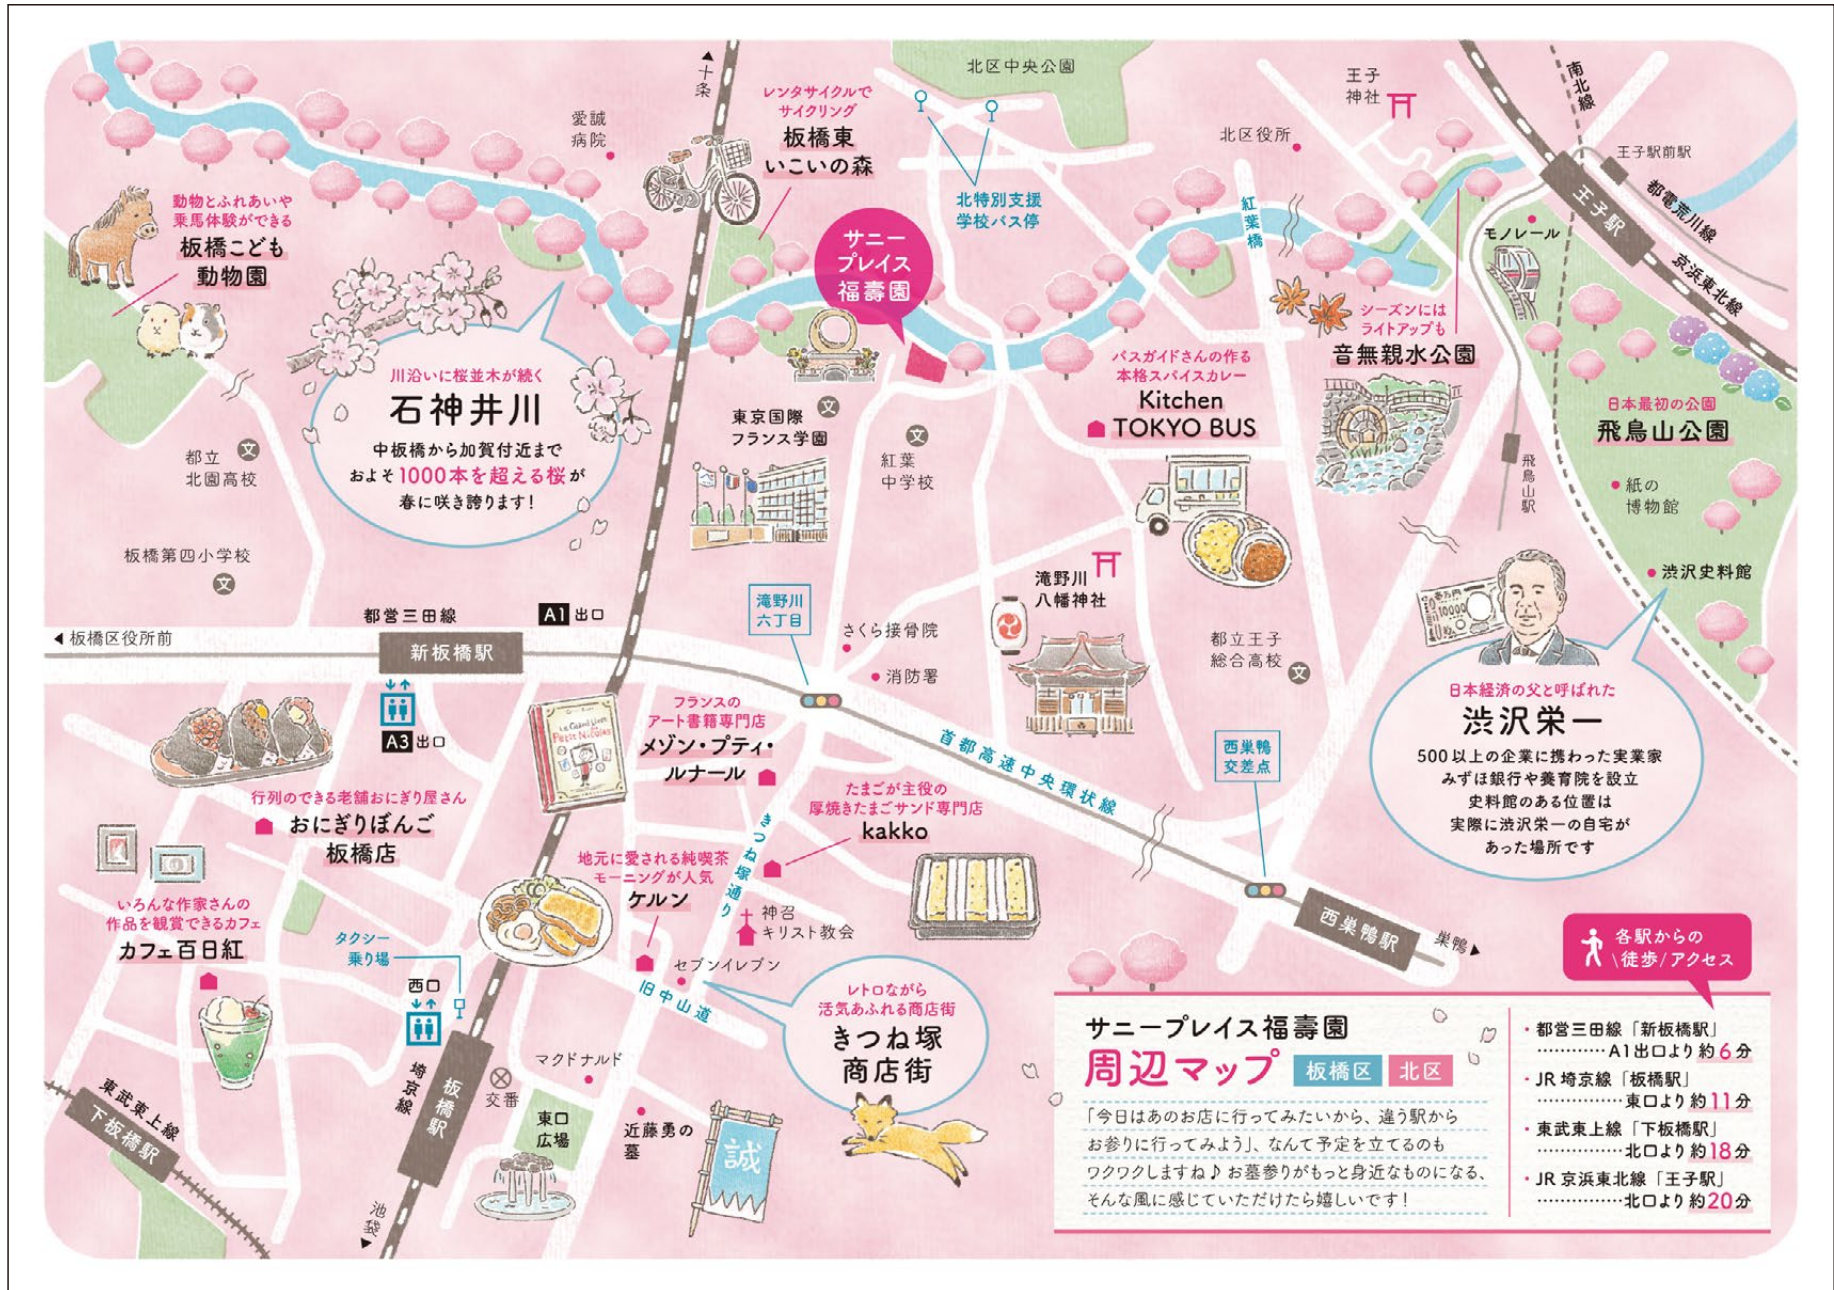 十条
愛誠
病院
レンタサイクルで
サイクリング
板橋東
いこいの森
北区中央公園
北特別支援
学校バス停
王子
神社
北区役所
南北線
王子駅前駅
都電荒川線
王子駅
京浜東北線
モノレール
紅葉橋
動物とふれあいや
乗馬体験ができる
板橋こども
動物園
サニー
プレイス
福壽園
シーズンには
ライトアップも
音無親水公園
日本最初の公園
飛鳥山公園
飛鳥山駅
紙の
博物館
渋沢史料館
川沿いに桜並木が続く
石神井川
中板橋から加賀付近まで
およそ1000本を超える桜が
春に咲き誇ります!
都立
北園高校
文
東京国際
フランス学園
文
紅葉
中学校
文
バスガイドさんの作る
本格スパイスカレー
Kitchen
TOKYO BUS
板橋第四小学校
文
滝野川
八幡神社
都立王子
総合高校
文
10000
日本経済の父と呼ばれた
渋沢栄一
500以上の企業に携わった実業家
みずほ銀行や養育院を設立
史料館のある位置は
実際に渋沢栄一の自宅が
あった場所です
板橋区役所前
都営三田線
新板橋駅
A1 出口
A3 出口
滝野川
六丁目
さくら接骨院
消防署
首都高速中央環状線
西巣鴨
交差点
西巣鴨駅
巣鴨
フランスの
アート書籍専門店
メゾン・プティ・
ルナール
Petit Nicolas
行列のできる老舗おにぎり屋さん
おにぎりぼんご
板橋店
たまごが主役の
厚焼きたまごサンド専門店
kakko
きつね塚通り
地元に愛される純喫茶
モーニングが人気
ケルン
神召
キリスト教会
セブンイレブン
旧中山道
いろんな作家さんの
作品を観賞できるカフェ
カフェ百日紅
タクシー
乗り場
西口
埼京線
板橋駅
交番
マクドナルド
東口
広場
近藤勇の
墓
誠
レトロながら
活気あふれる商店街
きつね塚
商店街
東武東上線
下板橋駅
池袋
サニープレイス福壽園
周辺マップ 板橋区 北区
「今日はあのお店に行ってみたいから、違う駅から
お参りに行ってみよう」、なんて予定を立てるのも
ワクワクしますね♪お墓参りがもっと身近なものになる、
そんな風に感じていただけたら嬉しいです!
各駅からの
\徒歩/アクセス
・都営三田線「新板橋駅」
…………A1出口より 約6分
・JR 埼京線「板橋駅」
……………東口より 約11分
・東武東上線「下板橋駅」
……………北口より 約18分
・JR 京浜東北線「王子駅」
……………北口より 約20分